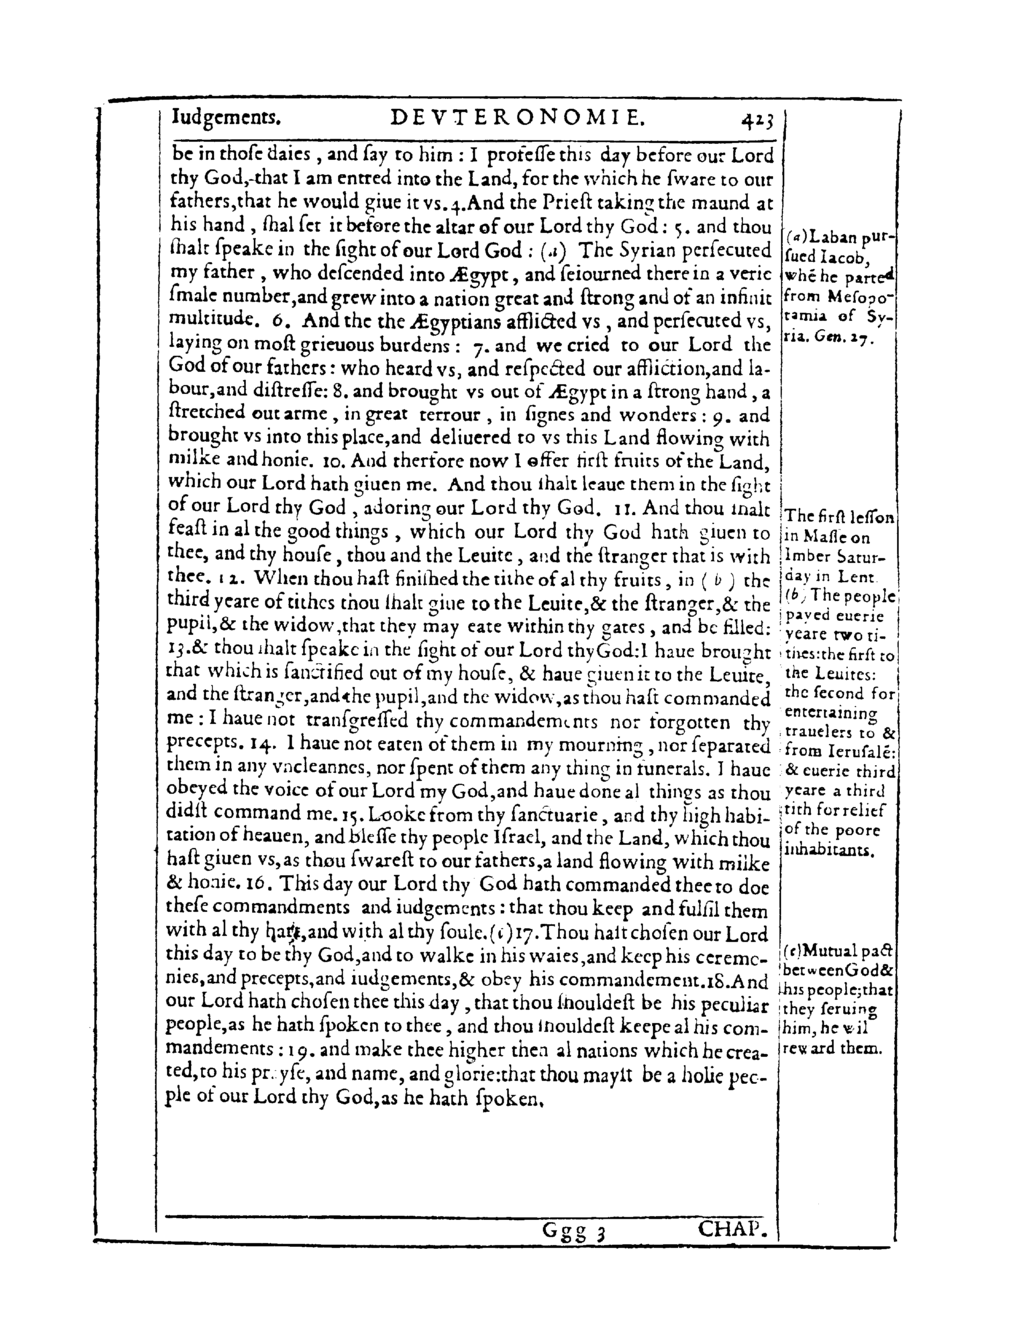 Iudgements. DEVTERONOMIE. 423
be in thoſe daies , and ſay to him : I profeſſe this day before our Lord
thy God,that I am entred into the Land, for the which he ſware to our
fathers,that he would giue it vs. 4.And the Prieſt taking the maund at
his hand , ſhal ſet it before the altar of our Lord thy God : 5. and thou
ſhalt ſpeake in the ſight of our Lord God : (a) The Syrian perſecuted
my father , who deſcended into Ægypt , and ſeiourned there in a verie
ſmale number,and grew into a nation great and ſtrong and of an infinit
multitude. 6. And the the Ægyptians afflicted vs , and perſecuted vs,
laying on moſt grieuous burdens : 7. and we cried to our Lord the
God of our fathers : who heard vs, and reſpected our affliction,and la-
bour,and diſtreſſe: 8. and brought vs out of Ægypt in a ſtrong hand , a
ſtretched out arme , in great terrour , in ſignes and wonders : 9. and
brought vs into this place,and deliuered to vs this Land flowing with
milke and honie. 10. And therfore now I offer firſt fruits of the Land,
which our Lord hath giuen me. And thou ſhalt leaue them in the ſight
of our Lord thy God , adoring our Lord thy God. 11. And thou ſhalt
feaſt in al the good things , which our Lord thy God hath giuen to
thee, and thy houſe , thou and the Leuite , and the ſtranger that is with
thee. 12. When thou haſt finiſhed the tithe of al thy fruits , in ( b ) the
third yeare of tithes thou ſhalt giue to the Leuite,& the ſtranger,& the
pupil,& the widow,that they may eate within thy gates , and be filled:
13.& thou ſhalt ſpeake in the ſight of our Lord thy God:I haue brought
that which is ſanctified out of my houſe, & haue giuen it to the Leuite,
and the ſtranger,and the pupil,and the widow,as thou haſt commanded
me : I haue not tranſgreſſed thy commandements nor forgotten thy
precepts. 14. I haue not eaten of them in my mourning , nor ſeparated
them in any vncleannes, nor ſpent of them any thing in funerals. I haue
obeyed the voice of our Lord my God,and haue done al things as thou
didſt command me. 15. Looke from thy ſanctuarie , and thy high habi-
tation of heauen, and bleſſe thy people Iſrael, and the Land, which thou
haſt giuen vs,as thou ſwareſt to our fathers,a land flowing with milke
& honie. 16. This day our Lord thy God hath commanded thee to doe
theſe commandments and iudgements : that thou keep and fulfil them
with al thy hart,and with al thy ſoule.(c)17.Thou haſt choſen our Lord
this day to be thy God,and to walke in his waies,and keep his ceremo-
nies,and precepts,and iudgements,& obey his commandement.18.And
our Lord hath choſen thee this day , that thou ſhouldeſt be his peculiar
people,as he hath ſpoken to thee , and thou ſhouldeſt keepe al his com-
mandements : 19. and make thee higher then al nations which he crea-
ted,to his prayſe, and name, and glorie:that thou mayſt be a holie peo-
ple of our Lord thy God,as he hath ſpoken.
(a)Laban pur-
ſued Iacob,
whē he parted
from Meſopo-
tamia of Sy-
ria. Gen. 27.
The firſt leſſon
in Maſſe on
Imber Satur-
day in Lent
(b) The people
payed euerie
yeare two ti-
thes:the firſt to
the Leuites:
the ſecond for
entertaining
trauelers to &
from Ieruſalē:
& euerie third
yeare a third
tith for relief
of the poore
inhabitants.
(c)Mutual pact
between God &
his people;that
they ſeruing
him, he wil
reward them.
Ggg 3 CHAP.